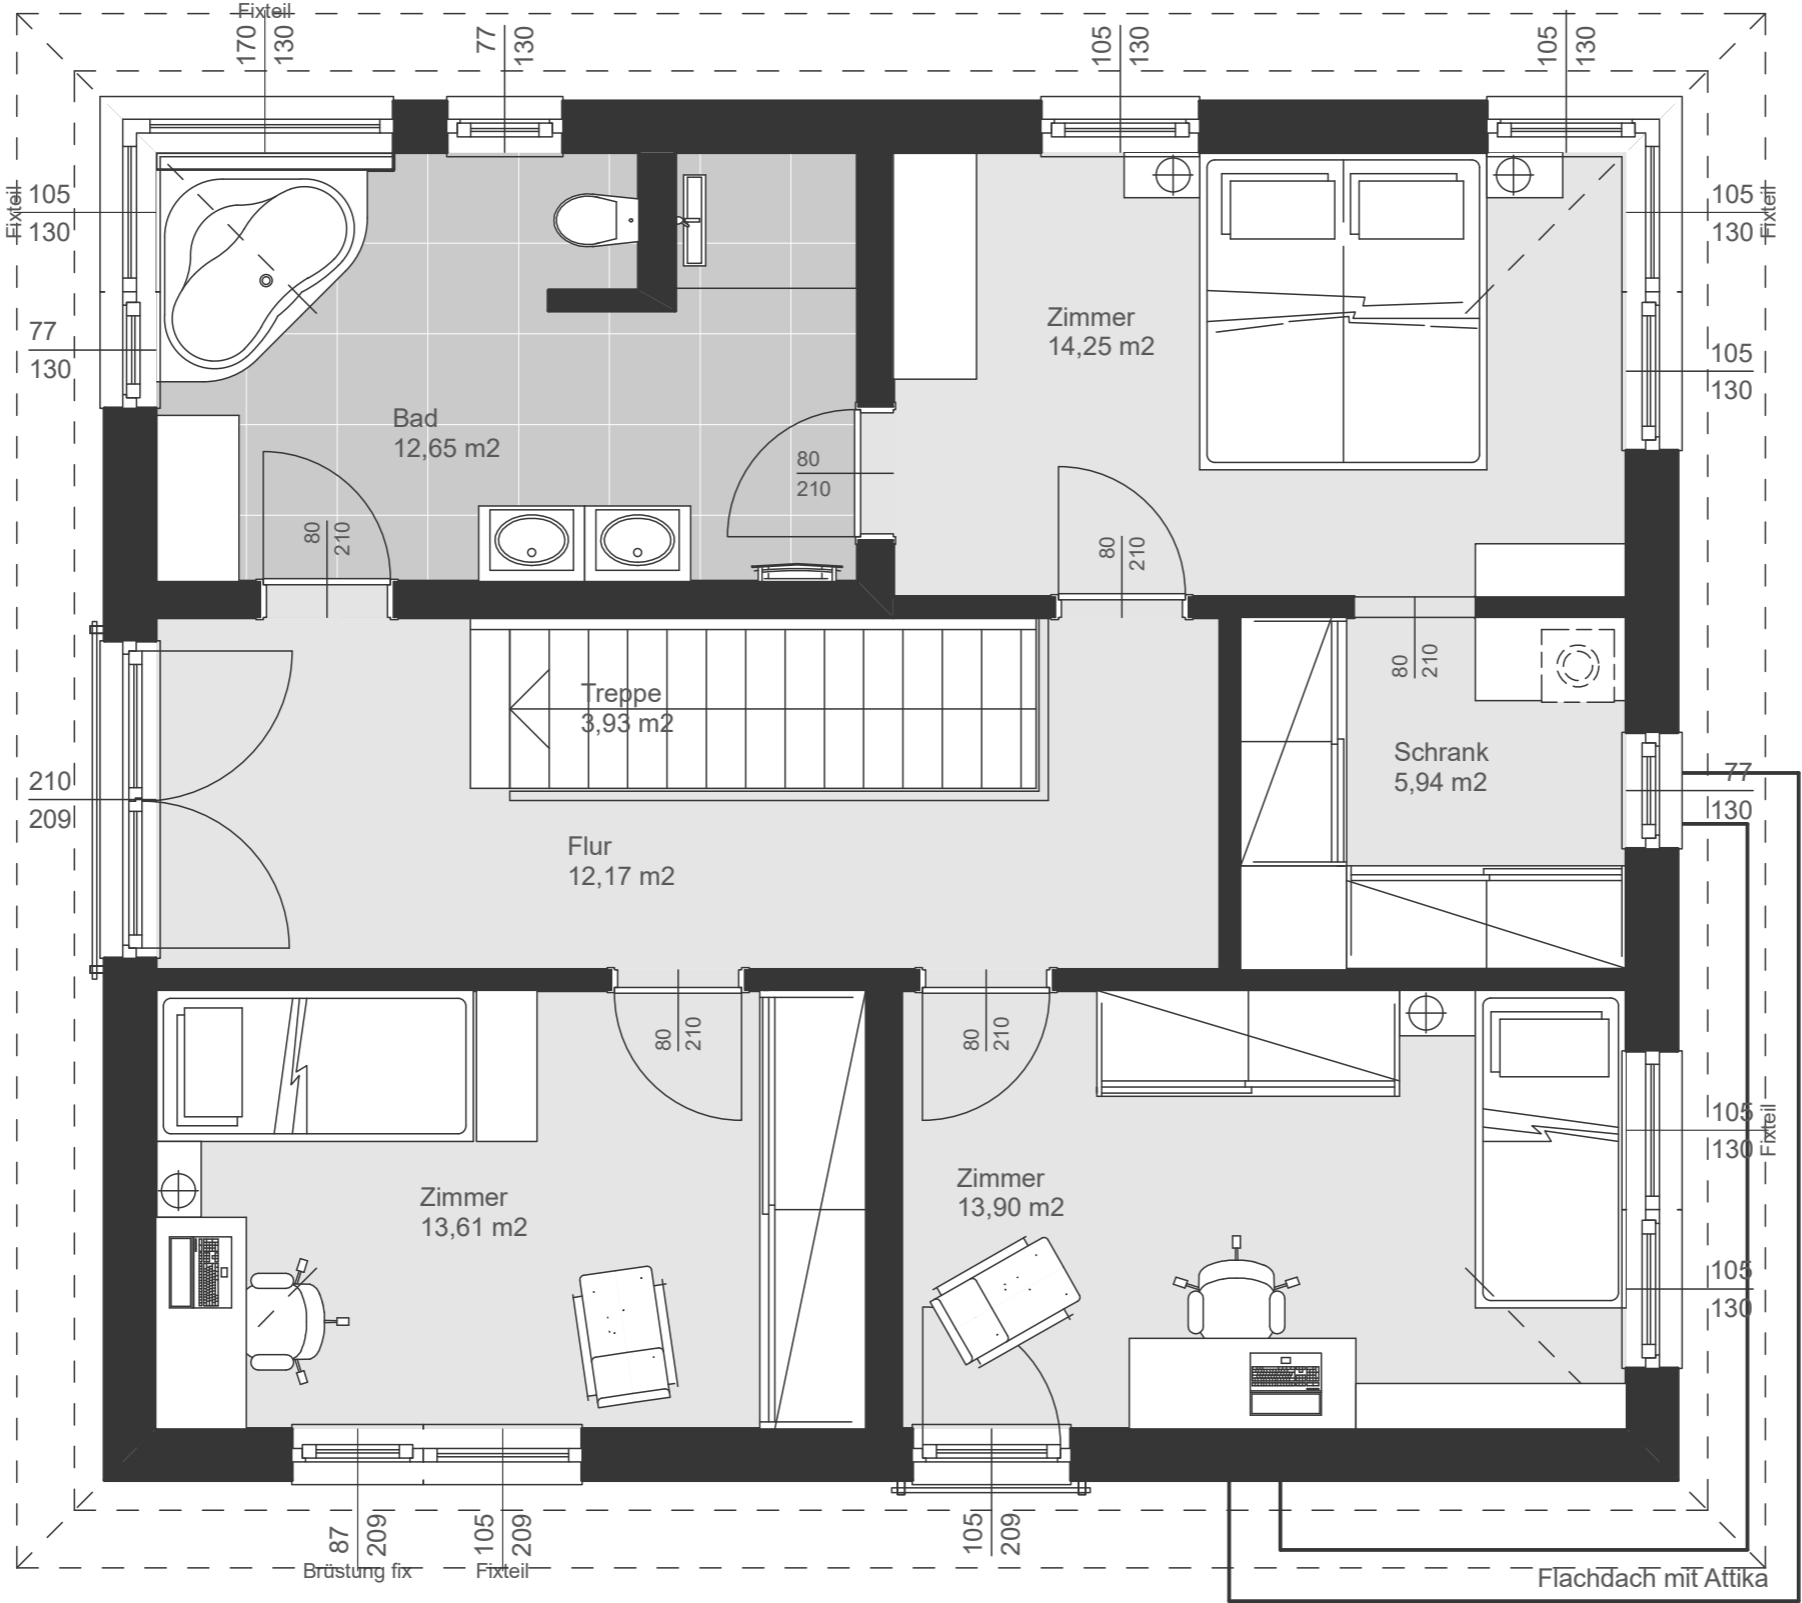 Fixteil
170
130
77
130
105
130
105
130
Fixteil
105
130
105
130
Fixteil
77
130
105
130
Zimmer
14,25 m2
Bad
12,65 m2
80
210
80
210
80
210
80
210
Treppe
3,93 m2
Schrank
5,94 m2
210
209
77
130
Flur
12,17 m2
80
210
80
210
105
130
Fixteil
Zimmer
13,61 m2
Zimmer
13,90 m2
105
130
87
209
Brüstung fix
105
209
Fixteil
105
209
Flachdach mit Attika